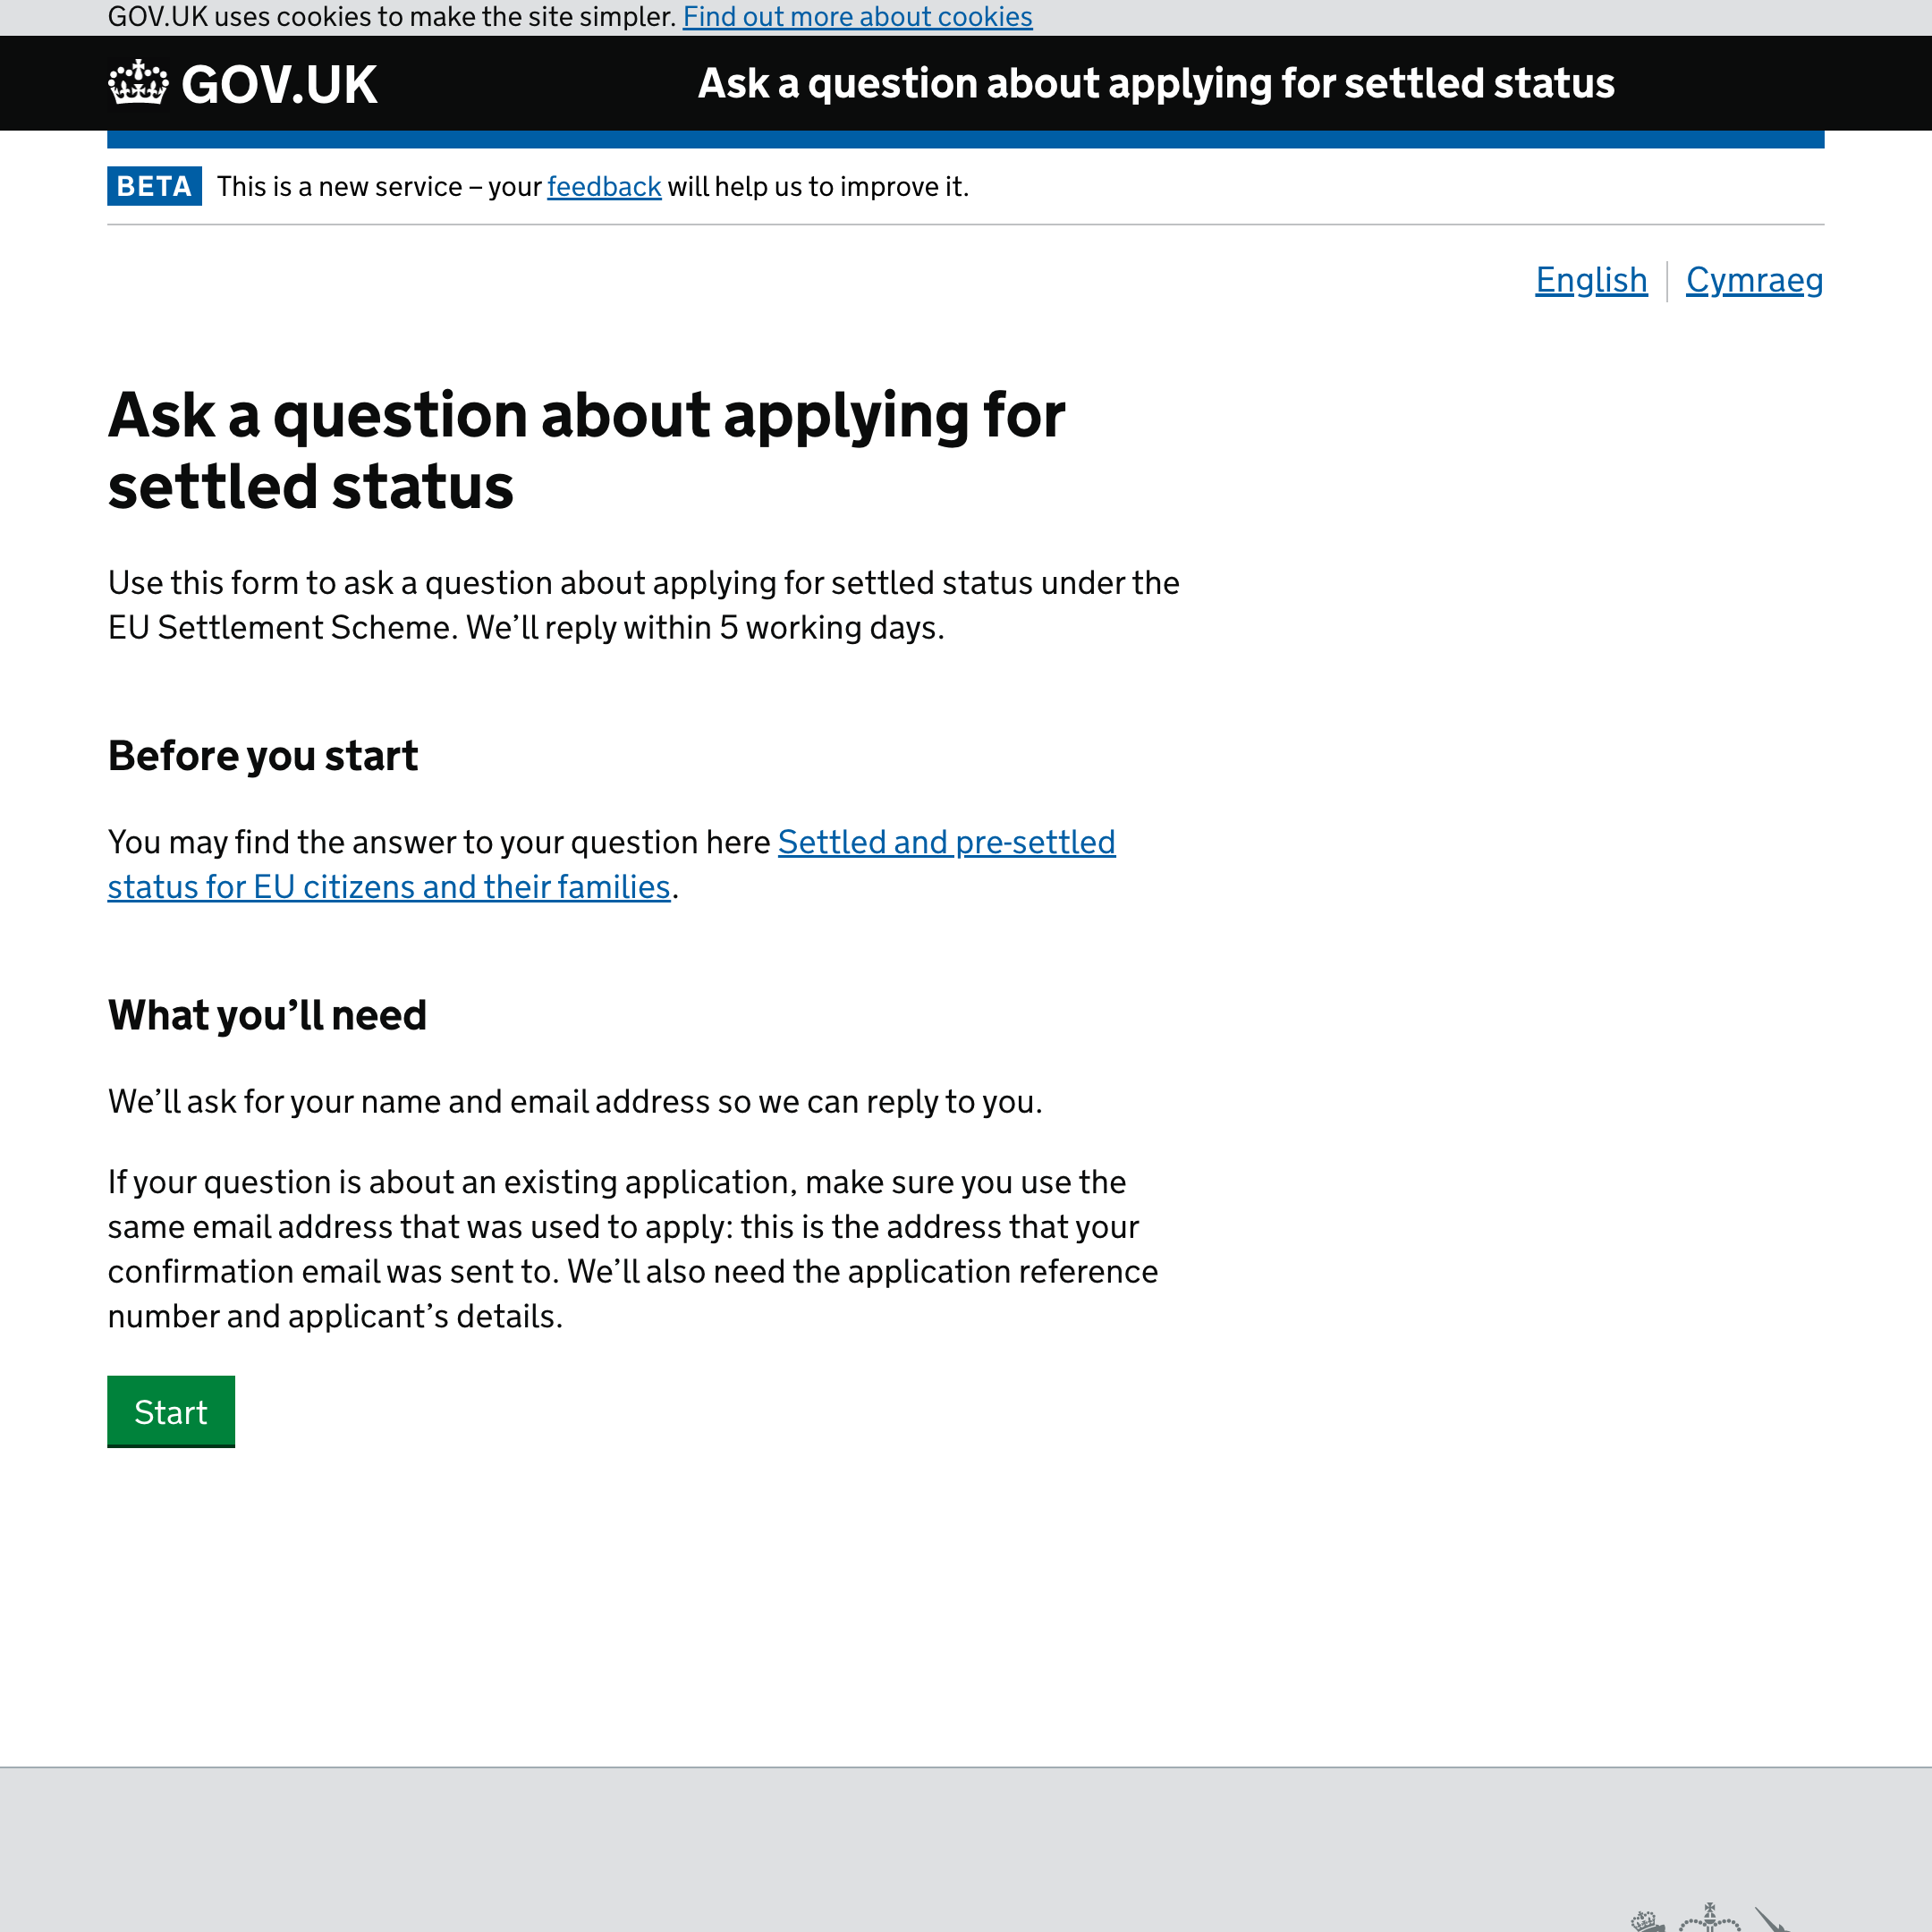 GOV.UK uses cookies to make the site simpler. Find out more about cookies
GOV.UK
Ask a question about applying for settled status
BETA This is a new service – your feedback will help us to improve it.
English
Cymraeg
Ask a question about applying for
settled status
Use this form to ask a question about applying for settled status under the
EU Settlement Scheme. We’ll reply within 5 working days.
Before you start
You may find the answer to your question here Settled and pre-settled
status for EU citizens and their families.
What you’ll need
We’ll ask for your name and email address so we can reply to you.
If your question is about an existing application, make sure you use the
same email address that was used to apply: this is the address that your
confirmation email was sent to. We’ll also need the application reference
number and applicant’s details.
Start